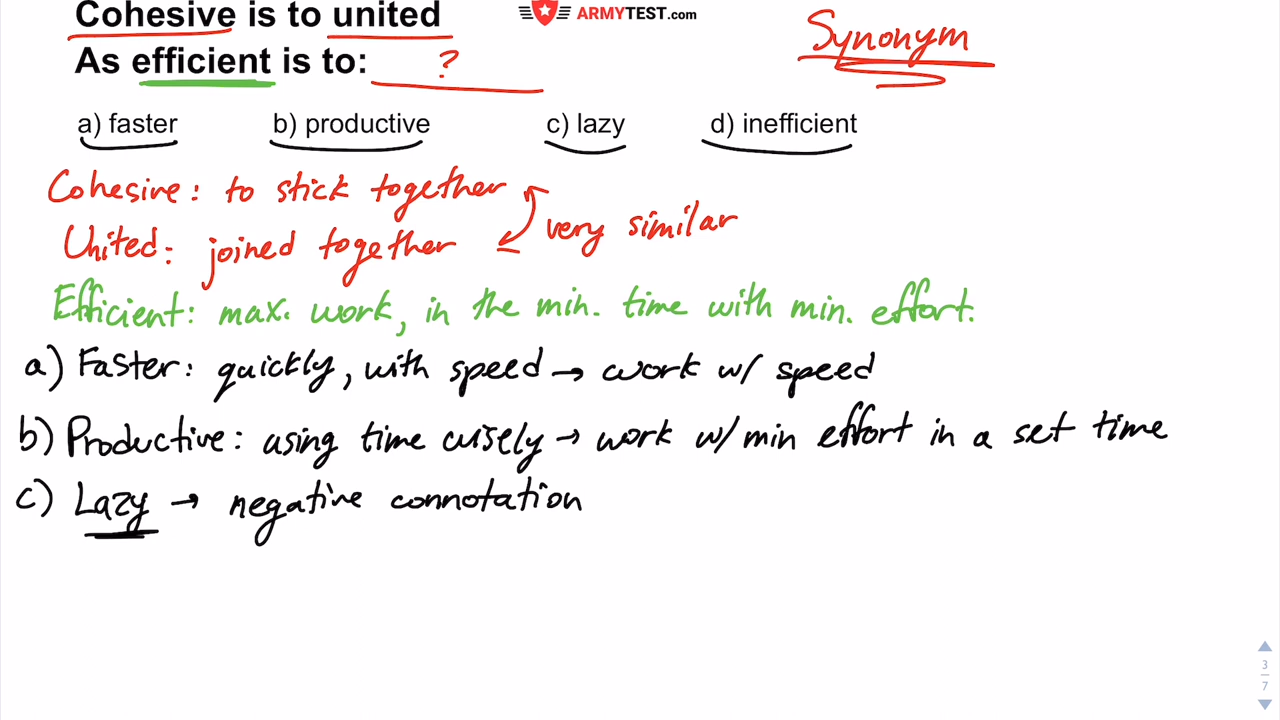 Cohesive is to united
ARMYTEST.com
Synonym
As efficient is to: ?
a) faster b) productive c) lazy d) inefficient
Cohesive: to stick together
very similar
United: joined together
Efficient: max. work, in the min. time with min. effort.
a) Faster: quickly, with speed → work w/ speed
b) Productive: using time wisely → work w/ min effort in a set time
c) Lazy → negative connotation
3
7